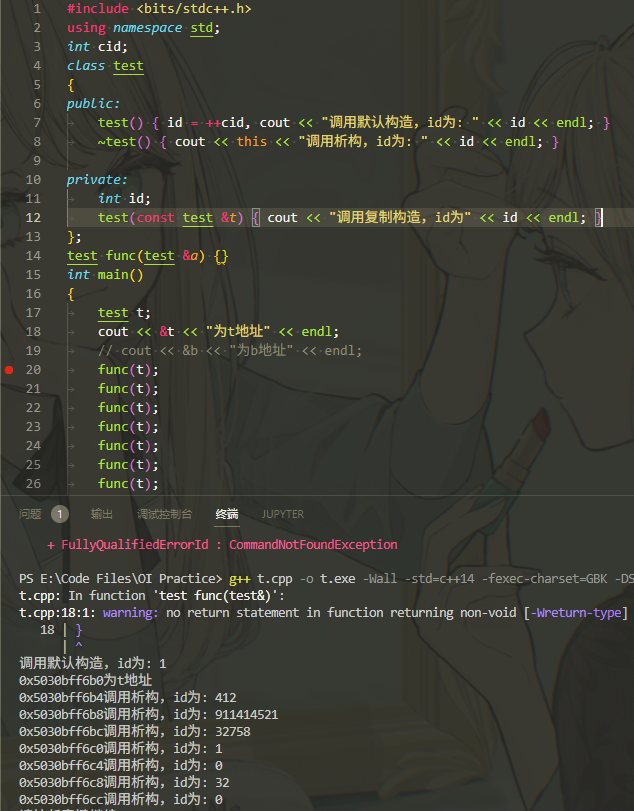 1 #include <bits/stdc++.h>
2 using namespace std;
3 int cid;
4 class test
5 {
6 public:
7 test() { id = ++cid, cout << "调用默认构造，id为: " << id << endl; }
8 ~test() { cout << this << "调用析构，id为: " << id << endl; }
9
10 private:
11 int id;
12 test(const test &t) { cout << "调用复制构造，id为" << id << endl; }
13 };
14 test func(test &a) {}
15 int main()
16 {
17 test t;
18 cout << &t << "为t地址" << endl;
19 // cout << &b << "为b地址" << endl;
20 func(t);
21 func(t);
22 func(t);
23 func(t);
24 func(t);
25 func(t);
26 func(t);
问题 1 输出 调试控制台 终端 JUPYTER
+ FullyQualifiedErrorId : CommandNotFoundException
PS E:\Code Files\OI Practice> g++ t.cpp -o t.exe -Wall -std=c++14 -fexec-charset=GBK -DS
t.cpp: In function 'test func(test&)':
t.cpp:18:1: warning: no return statement in function returning non-void [-Wreturn-type]
18 | }
| ^
调用默认构造，id为: 1
0x5030bff6b0为t地址
0x5030bff6b4调用析构，id为: 412
0x5030bff6b8调用析构，id为: 911414521
0x5030bff6bc调用析构，id为: 32758
0x5030bff6c0调用析构，id为: 1
0x5030bff6c4调用析构，id为: 0
0x5030bff6c8调用析构，id为: 32
0x5030bff6cc调用析构，id为: 0